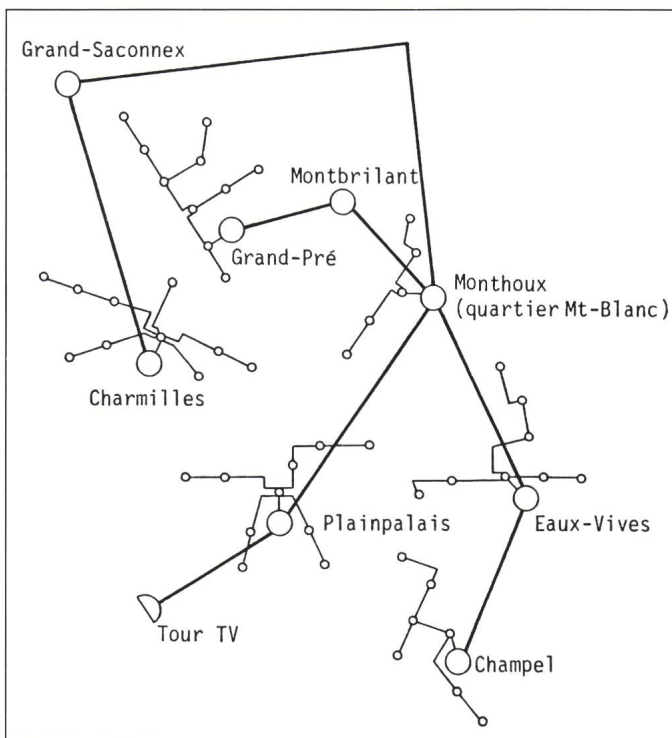 Grand-Saconnex
Montbrilant
Grand-Pré
Monthoux
(quartier Mt-Blanc)
Charmilles
Plainpalais
Eaux-Vives
Tour TV
Champel